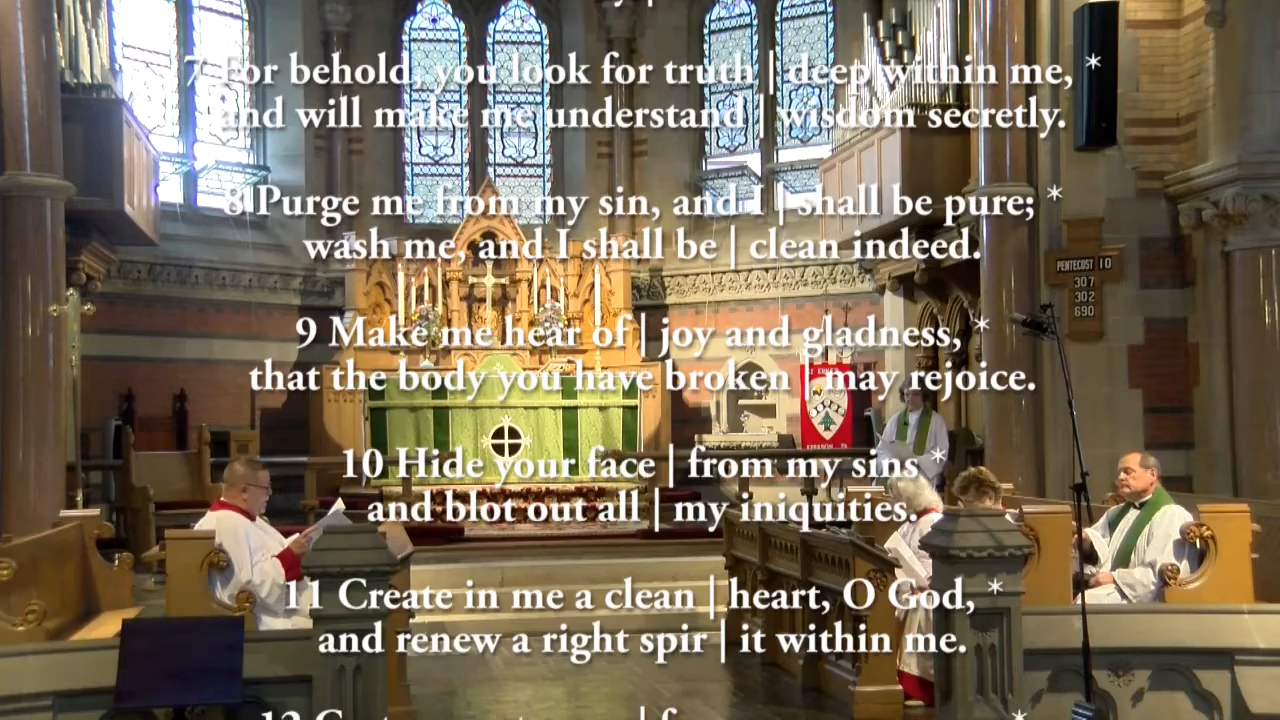 7 For behold, you look for truth | deep within me, *
and will make me understand | wisdom secretly.
8 Purge me from my sin, and I | shall be pure; *
wash me, and I shall be | clean indeed.
9 Make me hear of | joy and gladness, *
that the body you have broken | may rejoice.
10 Hide your face | from my sins *
and blot out all | my iniquities.
11 Create in me a clean | heart, O God, *
and renew a right spir | it within me.
PENTECOST 10
307
302
690